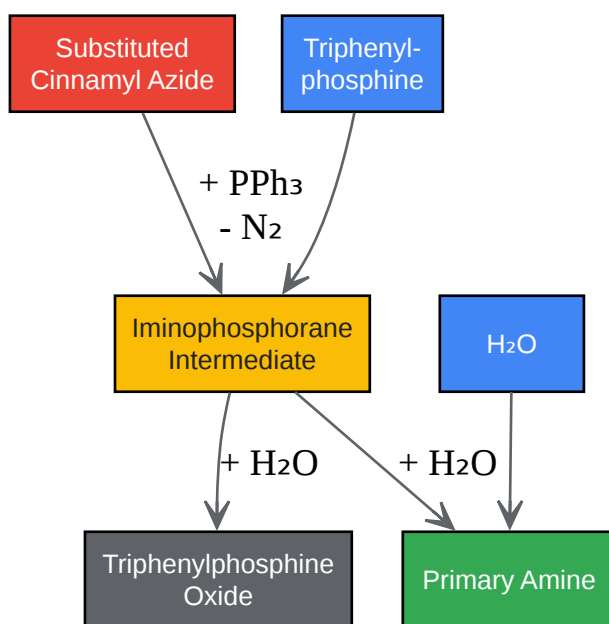 Substituted
Cinnamyl Azide
Triphenyl-
phosphine
+ PPh₃
- N₂
Iminophosphorane
Intermediate
H₂O
+ H₂O
+ H₂O
Triphenylphosphine
Oxide
Primary Amine